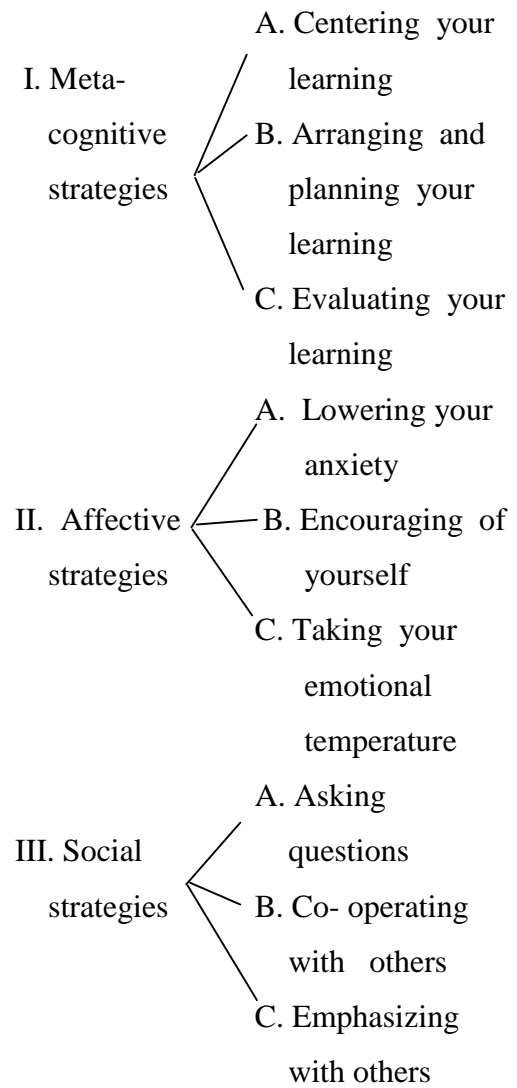 A. Centering your
I. Meta-
learning
cognitive
B. Arranging and
strategies
planning your
learning
C. Evaluating your
learning
A. Lowering your
anxiety
II. Affective
B. Encouraging of
strategies
yourself
C. Taking your
emotional
temperature
A. Asking
III. Social
questions
strategies
B. Co- operating
with others
C. Emphasizing
with others